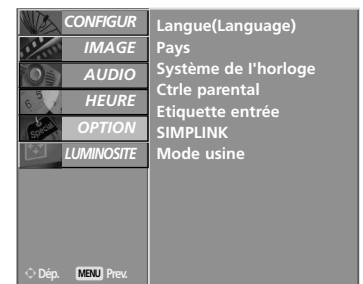 CONFIGUR
IMAGE
AUDIO
HEURE
OPTION
LUMINOSITE
Langue(Language)
Pays
Système de l'horloge
Ctrle parental
Etiquette entrée
SIMPLINK
Mode usine
Dép. MENU Prev.